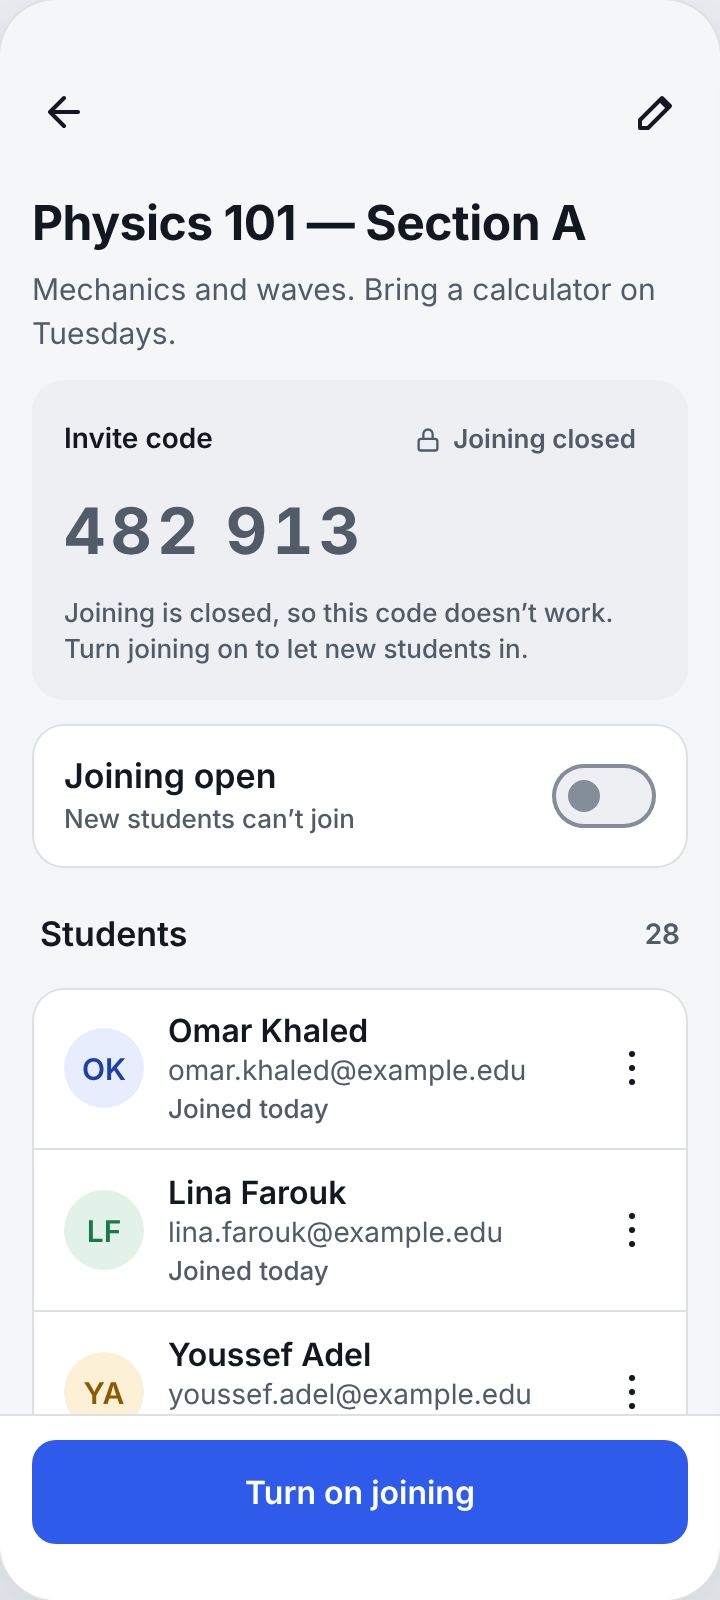 Physics 101 — Section A
Mechanics and waves. Bring a calculator on
Tuesdays.
Invite code
Joining closed
482 913
Joining is closed, so this code doesn’t work.
Turn joining on to let new students in.
Joining open
New students can’t join
Students
28
OK
Omar Khaled
omar.khaled@example.edu
Joined today
LF
Lina Farouk
lina.farouk@example.edu
Joined today
YA
Youssef Adel
youssef.adel@example.edu
Turn on joining